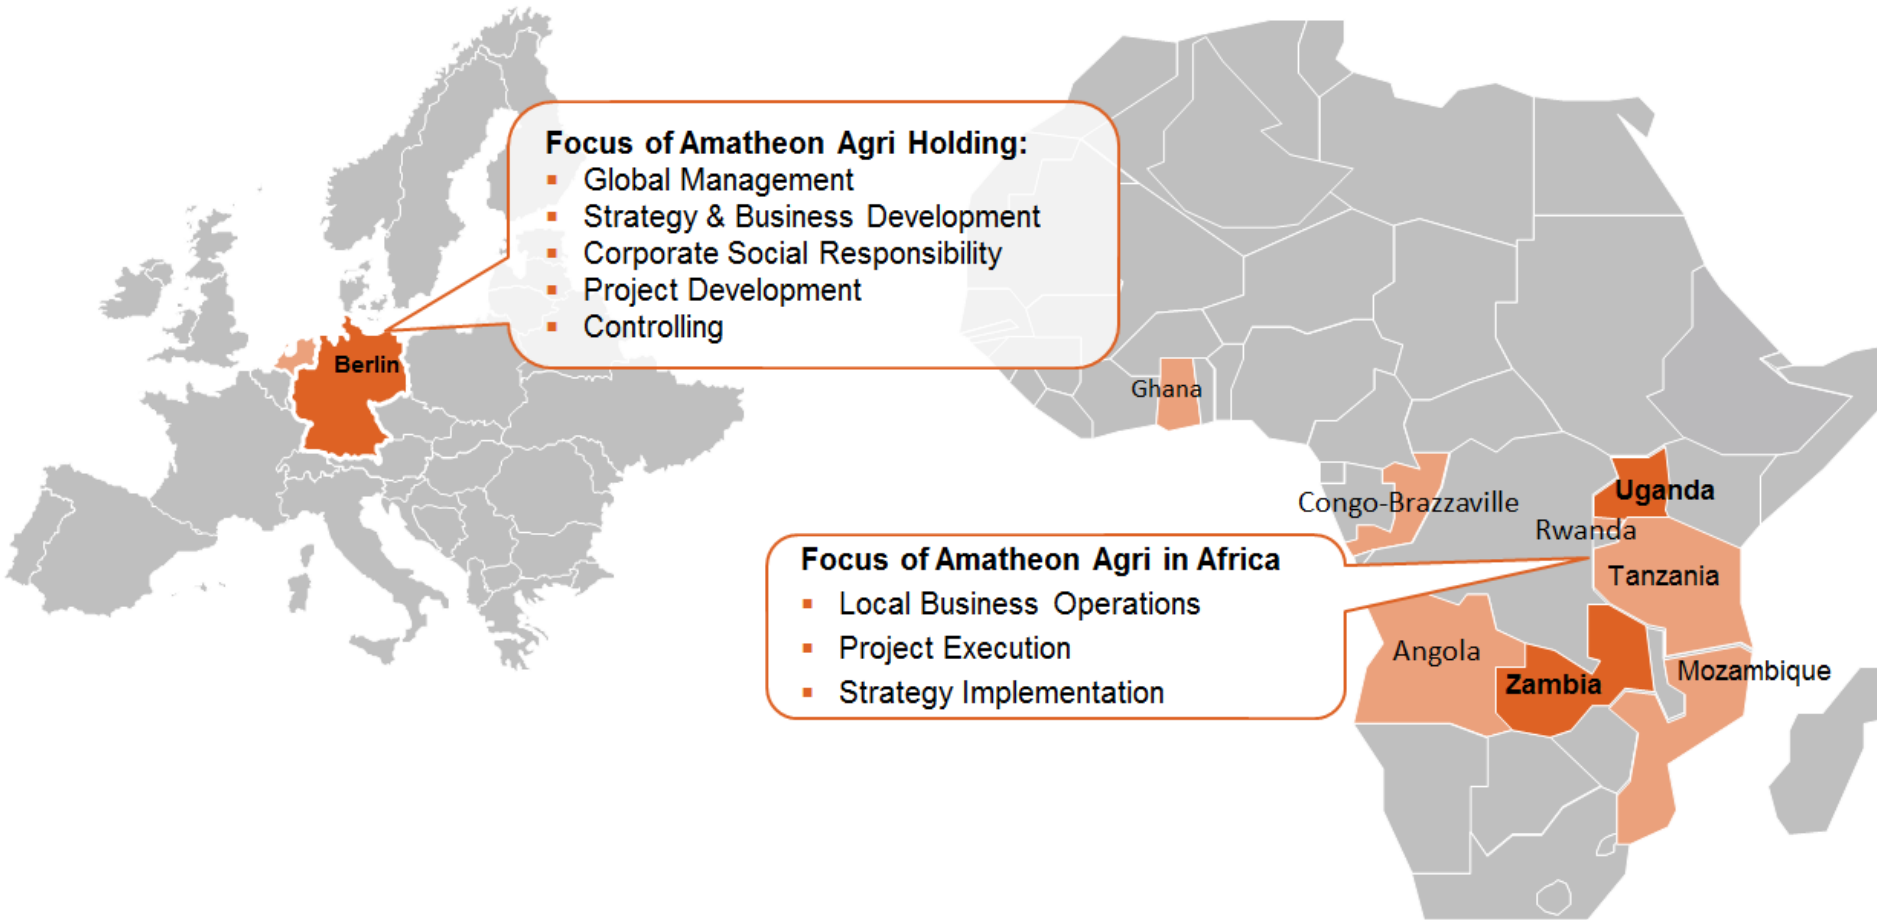 Focus of Amatheon Agri Holding:
▪ Global Management
▪ Strategy & Business Development
▪ Corporate Social Responsibility
▪ Project Development
▪ Controlling
Berlin
Ghana
Congo-Brazzaville
Uganda
Rwanda
Tanzania
Focus of Amatheon Agri in Africa
▪ Local Business Operations
▪ Project Execution
▪ Strategy Implementation
Angola
Zambia
Mozambique